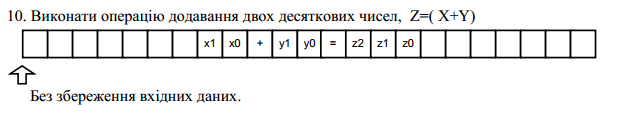 10. Виконати операцію додавання двох десяткових чисел, Z=( X+Y)
x1 x0 + y1 y0 = z2 z1 z0
Без збереження вхідних даних.